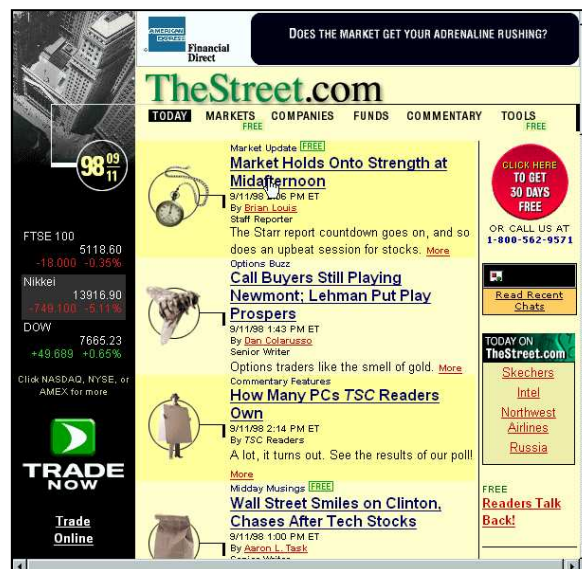 AMERICAN
EXPRESS
Financial
Direct
DOES THE MARKET GET YOUR ADRENALINE RUSHING?
TheStreet.com
TODAY MARKETS COMPANIES FUNDS COMMENTARY TOOLS
FREE FREE
98 09
11
FTSE 100
5118.60
-18.000 -0.35%
Nikkei
13916.90
-749.100 -5.11%
DOW
7665.23
+49.689 +0.65%
Click NASDAQ, NYSE, or
AMEX for more
TRADE
NOW
Trade
Online
Market Update FREE
Market Holds Onto Strength at
Midafternoon
9/11/98 2:06 PM ET
By Brian Louis
Staff Reporter
The Starr report countdown goes on, and so
does an upbeat session for stocks. More
Options Buzz
Call Buyers Still Playing
Newmont; Lehman Put Play
Prospers
9/11/98 1:43 PM ET
By Dan Colarusso
Senior Writer
Options traders like the smell of gold. More
Commentary Features
How Many PCs TSC Readers
Own
9/11/98 2:14 PM ET
By TSC Readers
A lot, it turns out. See the results of our poll!
More
Midday Musings FREE
Wall Street Smiles on Clinton,
Chases After Tech Stocks
9/11/98 1:00 PM ET
By Aaron L. Task
Senior Writer
CLICK HERE
TO GET
30 DAYS
FREE
OR CALL US AT
1-800-562-9571
Read Recent
Chats
TODAY ON
TheStreet.com
Skechers
Intel
Northwest
Airlines
Russia
FREE
Readers Talk
Back!